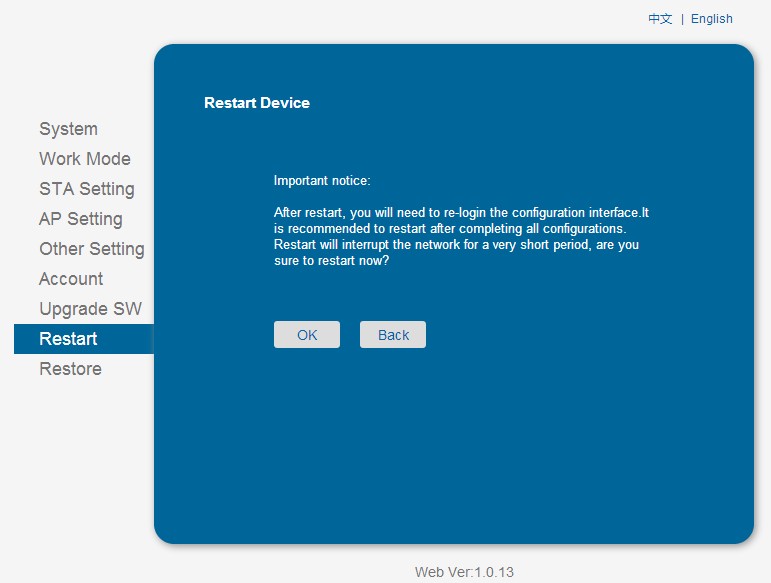 中文 | English
Restart Device
System
Work Mode
STA Setting
AP Setting
Other Setting
Account
Upgrade SW
Restart
Restore
Important notice:
After restart, you will need to re-login the configuration interface.It
is recommended to restart after completing all configurations.
Restart will interrupt the network for a very short period, are you
sure to restart now?
OK Back
Web Ver:1.0.13